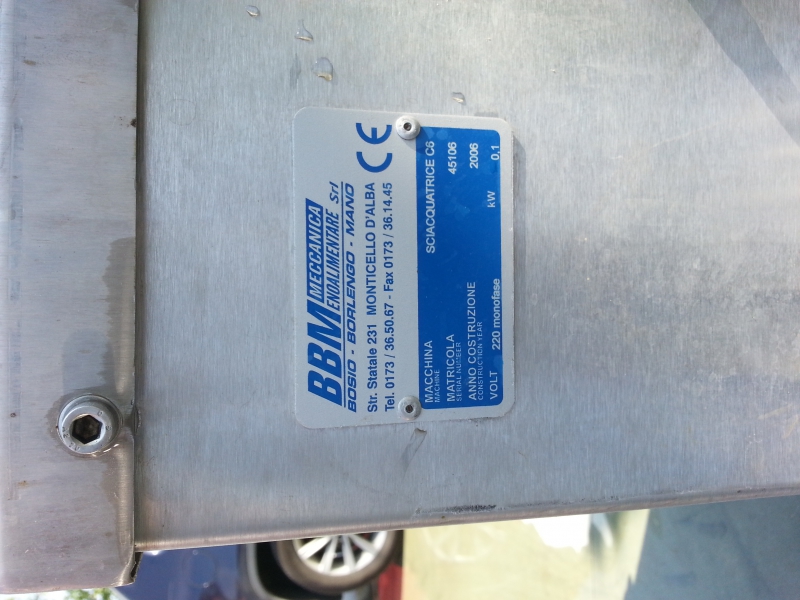 BBM MECCANICA
ENOALIMENTARE Srl
BOSIO - BORLENGO - MANO
Str. Statale 231 MONTICELLO D'ALBA
Tel. 0173 / 36.50.67 - Fax 0173 / 36.14.45
CE
MACCHINA SCIACQUATRICE C6
MACHINE
MATRICOLA 45106
SERIAL NUMBER
ANNO COSTRUZIONE 2006
CONSTRUCTION YEAR
VOLT 220 monofase kW 0,1